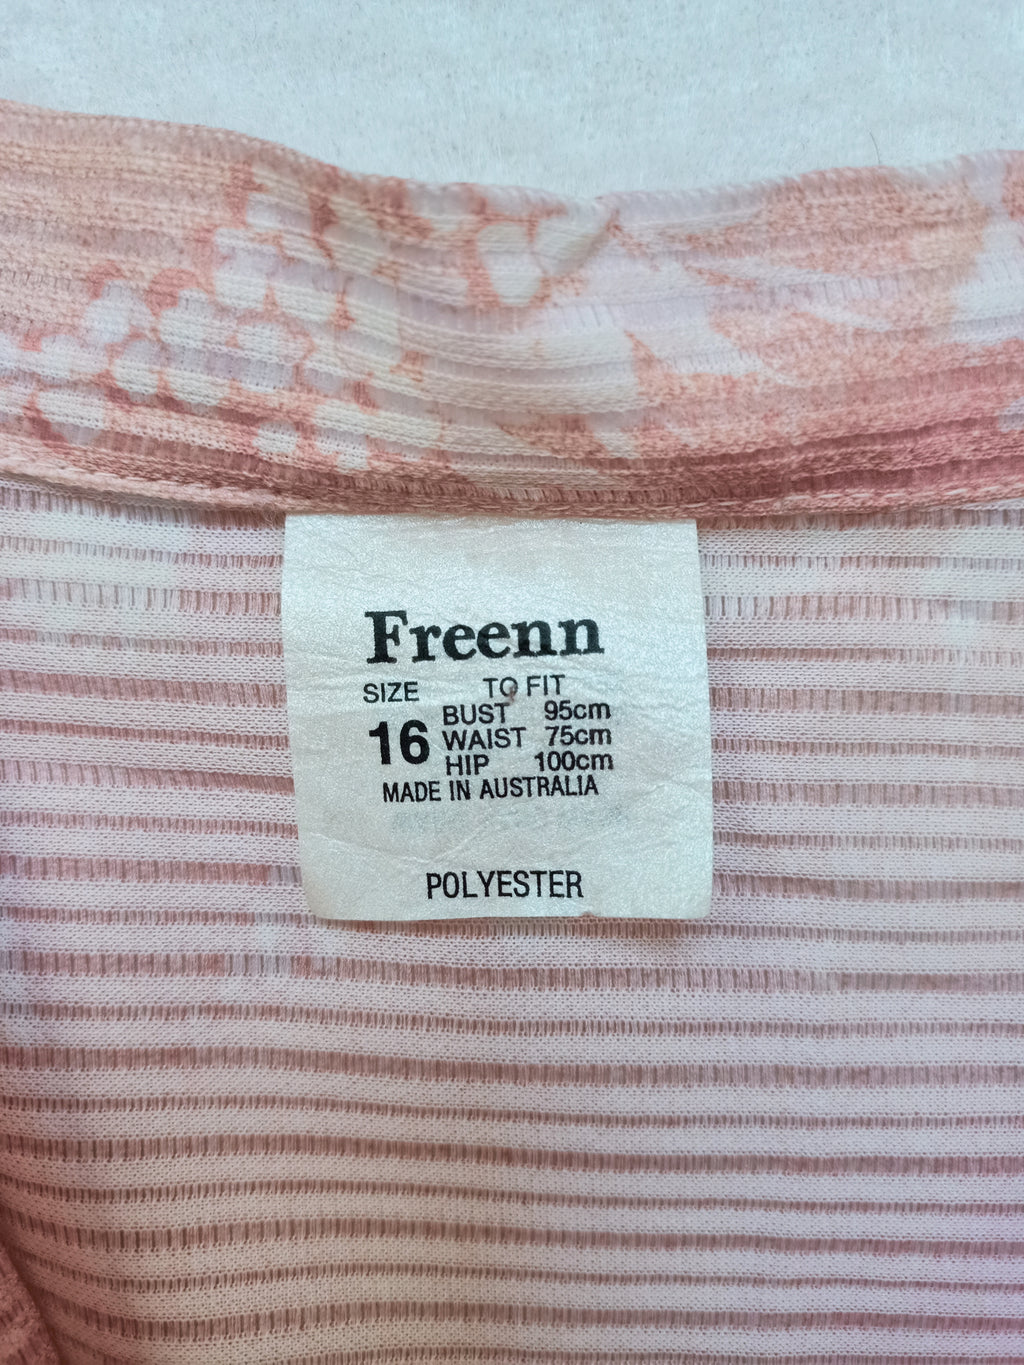 Freenn
SIZE TO FIT
16 BUST 95cm
WAIST 75cm
HIP 100cm
MADE IN AUSTRALIA
POLYESTER